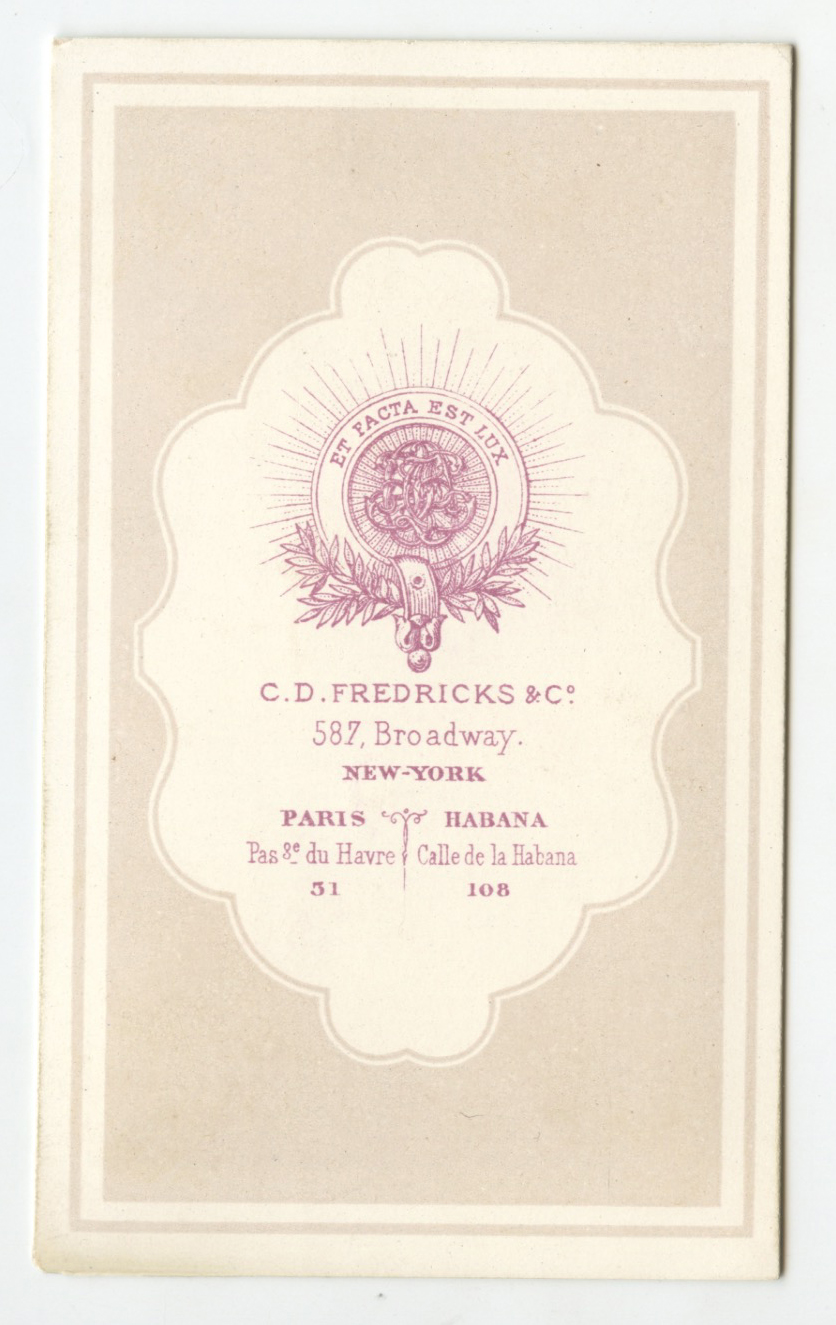 ET FACTA EST LUX
C.D. FREDRICKS & Cº
587, Broadway.
NEW-YORK
PARIS HABANA
Pas.ge du Havre Calle de la Habana
31 108